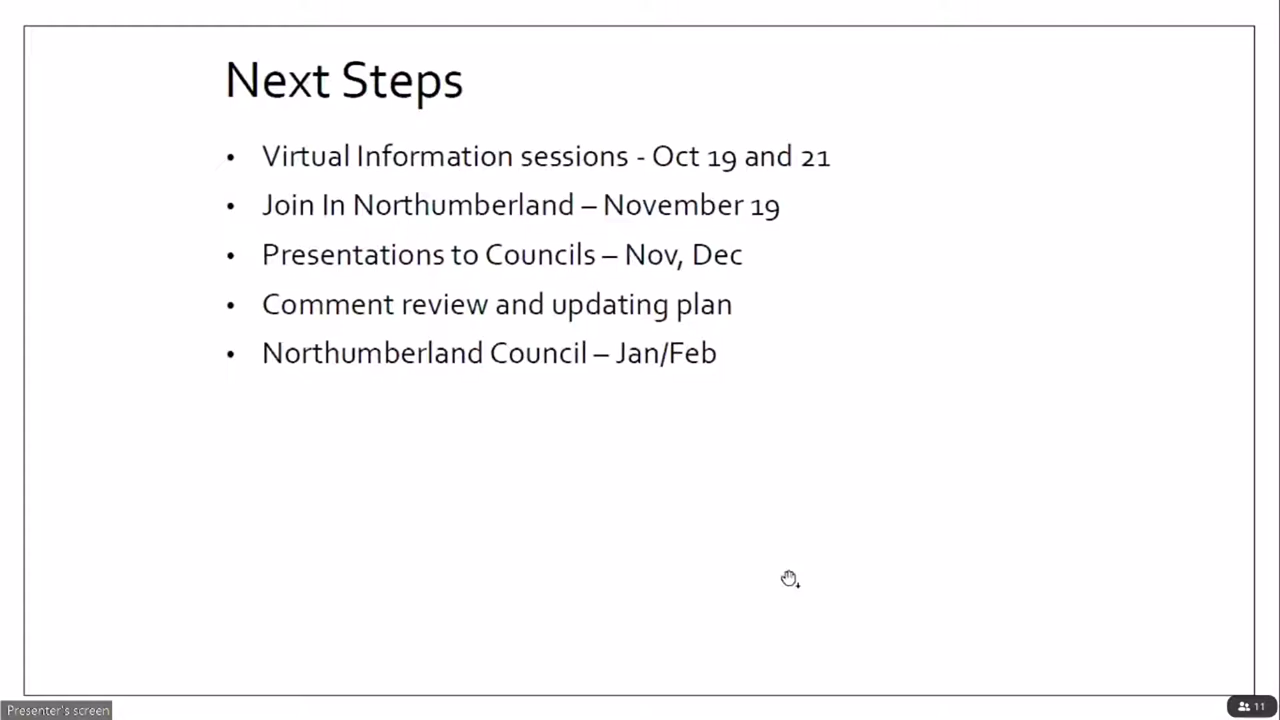 Next Steps
• Virtual Information sessions - Oct 19 and 21
• Join In Northumberland – November 19
• Presentations to Councils – Nov, Dec
• Comment review and updating plan
• Northumberland Council – Jan/Feb
Presenter's screen
11